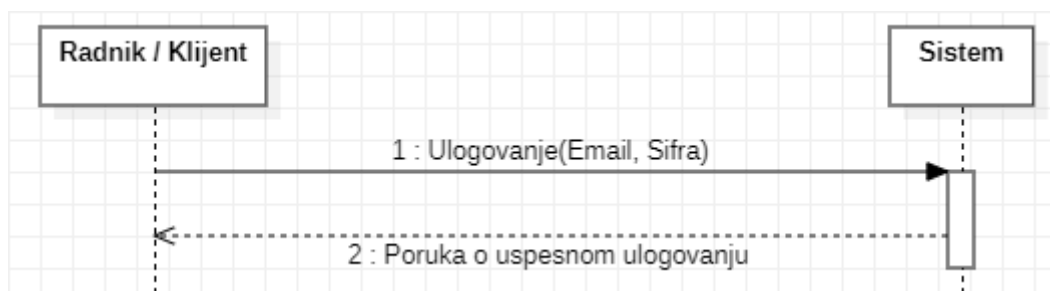 Radnik / Klijent
Sistem
1 : Ulogovanje(Email, Sifra)
2 : Poruka o uspesnom ulogovanju